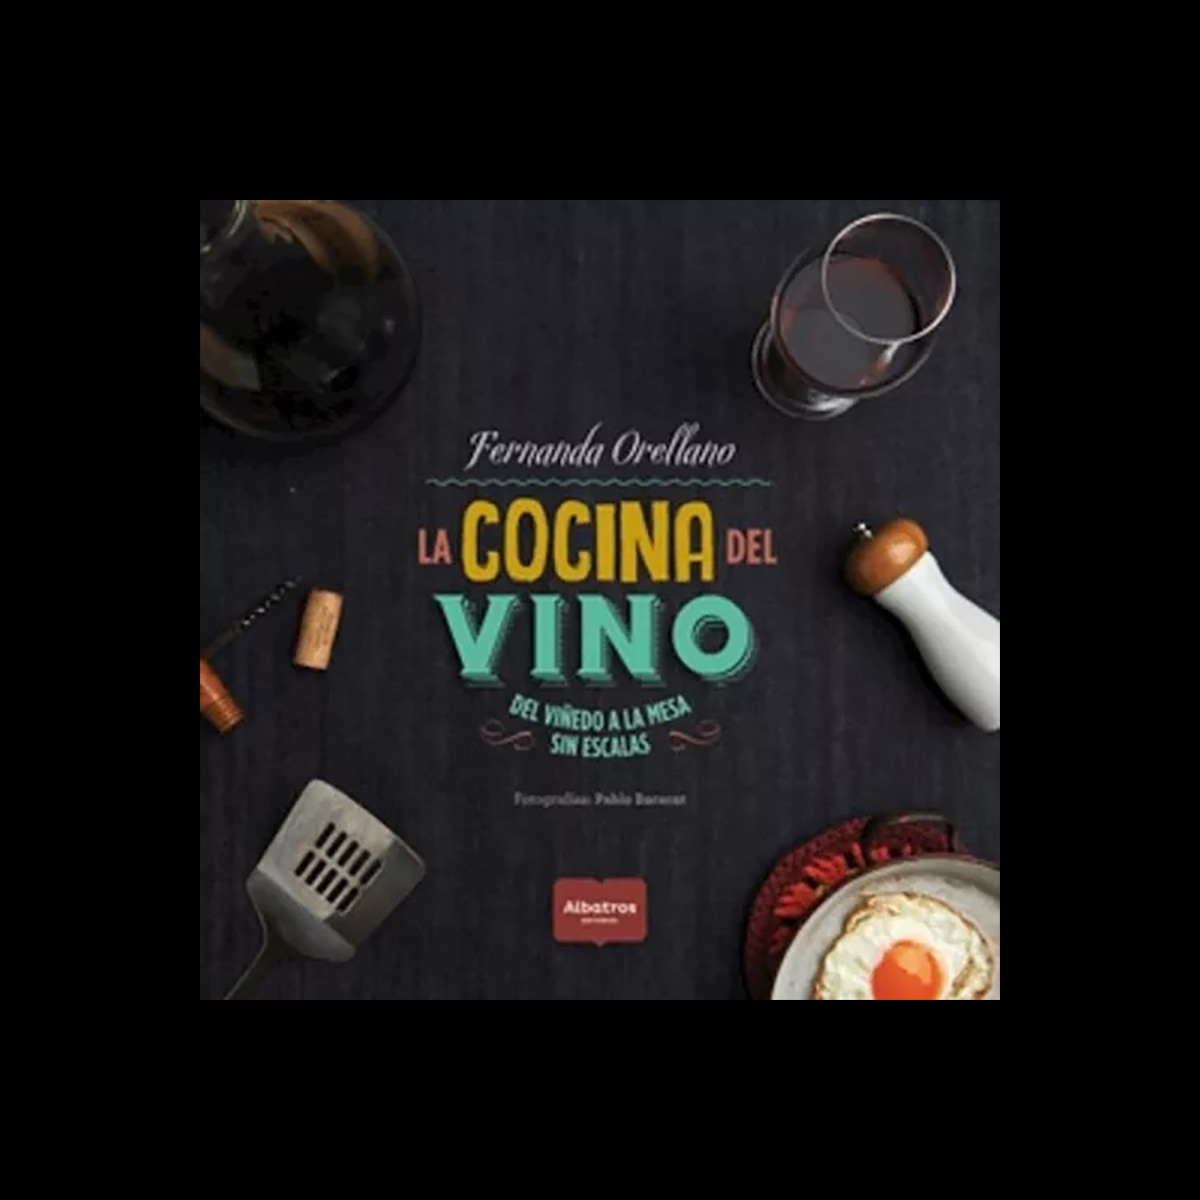 Fernanda Orellano
LA COCINA DEL
VINO
DEL VIÑEDO A LA MESA
SIN ESCALAS
Fotografías: Pablo Baracat
Albatros